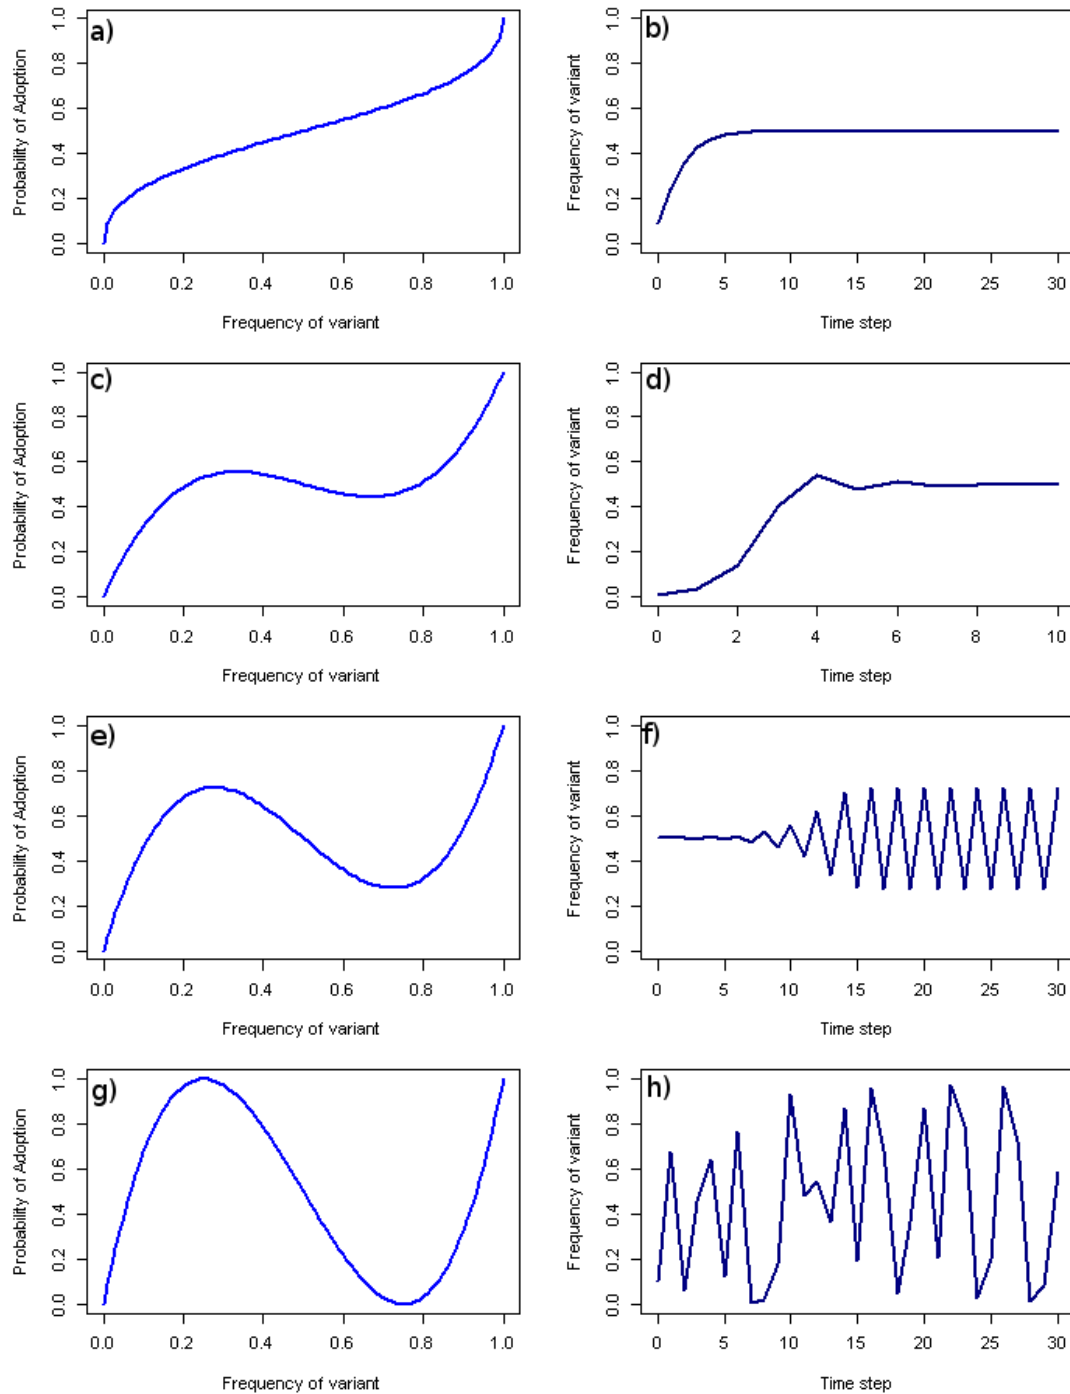 a)
Probability of Adoption
0.0 0.2 0.4 0.6 0.8 1.0
0.0 0.2 0.4 0.6 0.8 1.0
Frequency of variant
b)
Frequency of variant
0.0 0.2 0.4 0.6 0.8 1.0
0 5 10 15 20 25 30
Time step
c)
Probability of Adoption
0.0 0.2 0.4 0.6 0.8 1.0
0.0 0.2 0.4 0.6 0.8 1.0
Frequency of variant
d)
Frequency of variant
0.0 0.2 0.4 0.6 0.8 1.0
0 2 4 6 8 10
Time step
e)
Probability of Adoption
0.0 0.2 0.4 0.6 0.8 1.0
0.0 0.2 0.4 0.6 0.8 1.0
Frequency of variant
f)
Frequency of variant
0.0 0.2 0.4 0.6 0.8 1.0
0 5 10 15 20 25 30
Time step
g)
Probability of Adoption
0.0 0.2 0.4 0.6 0.8 1.0
0.0 0.2 0.4 0.6 0.8 1.0
Frequency of variant
h)
Frequency of variant
0.0 0.2 0.4 0.6 0.8 1.0
0 5 10 15 20 25 30
Time step